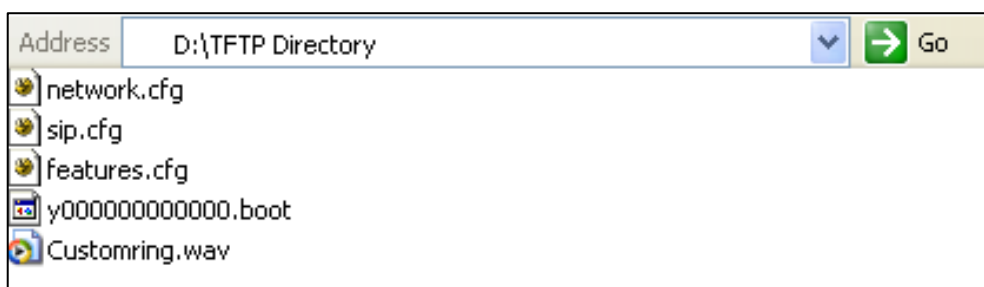 Address D:\TFTP Directory Go
network.cfg
sip.cfg
features.cfg
y000000000000.boot
Customring.wav